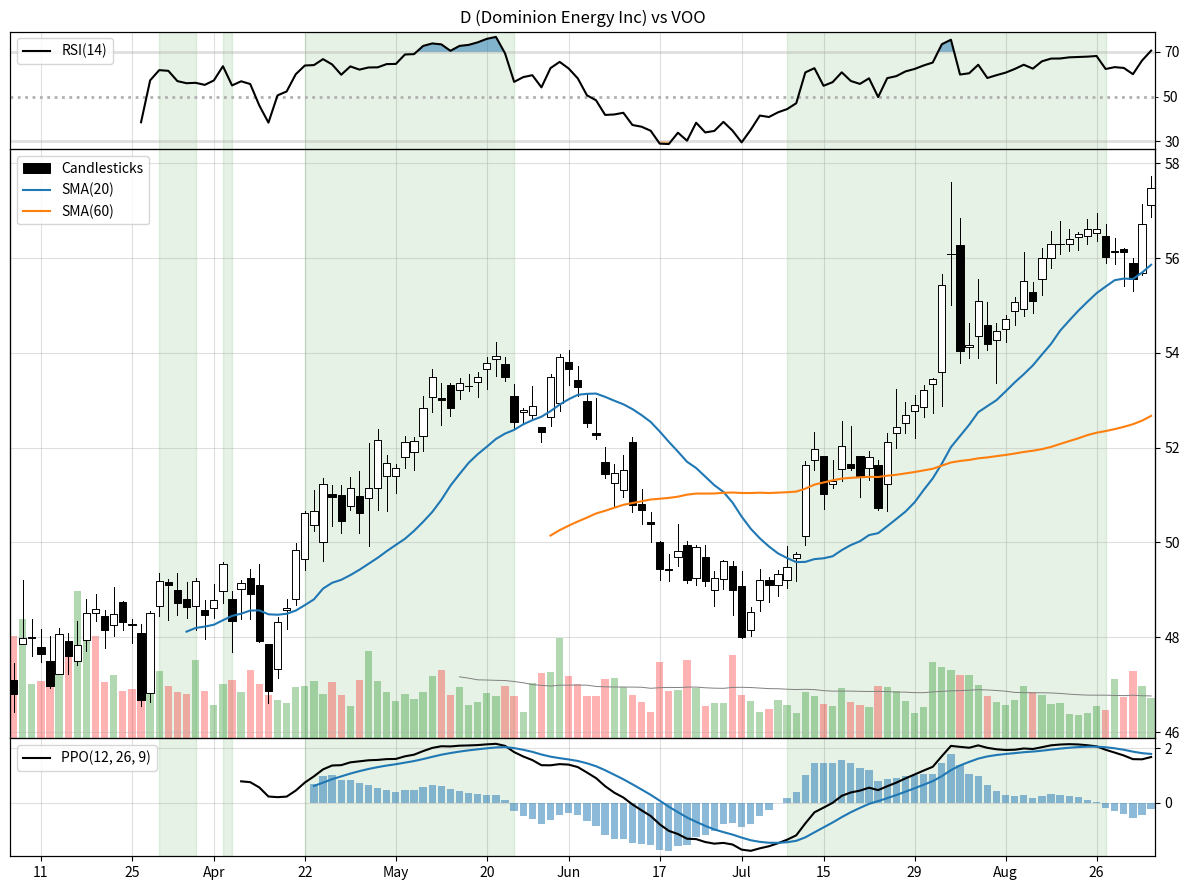 D (Dominion Energy Inc) vs VOO
RSI(14)
70
50
30
Candlesticks
SMA(20)
SMA(60)
58
56
54
52
50
48
46
PPO(12, 26, 9)
2
0
11 25 Apr 22 May 20 Jun 17 Jul 15 29 Aug 26